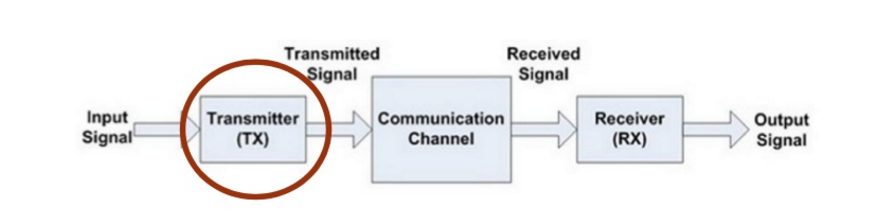 Input
Signal
Transmitter
(TX)
Transmitted
Signal
Communication
Channel
Received
Signal
Receiver
(RX)
Output
Signal